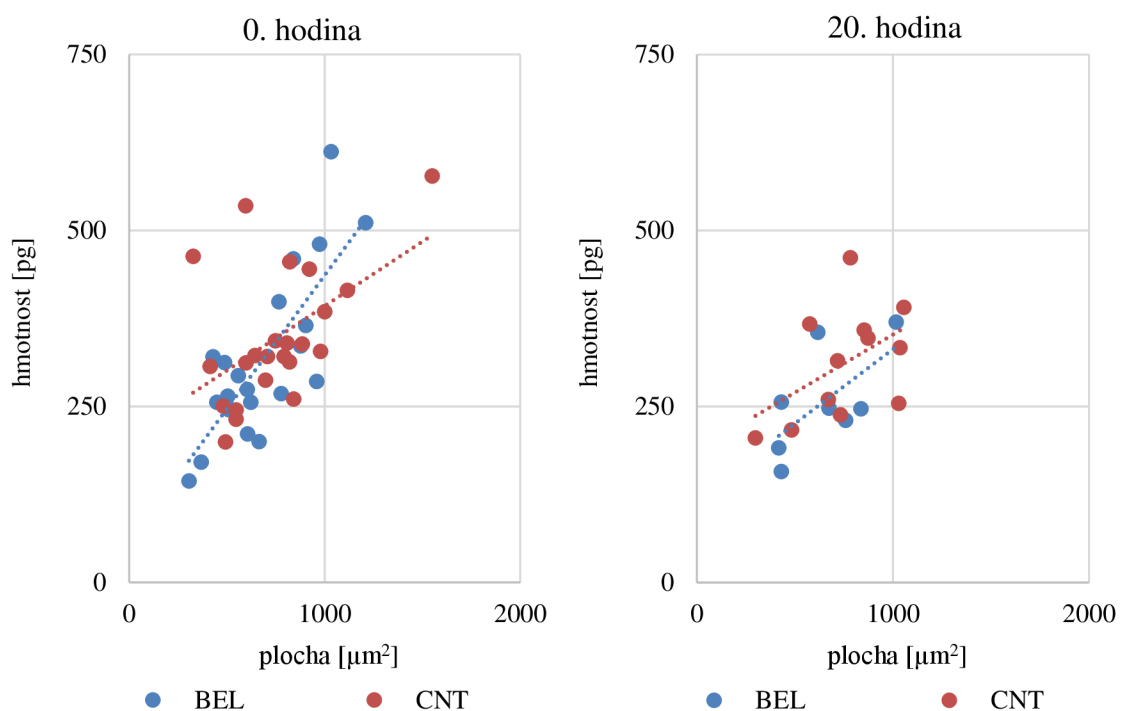 0. hodina
750
500
250
0
0
1000
2000
hmotnost [pg]
plocha [µm²]
BEL
CNT
20. hodina
750
500
250
0
0
1000
2000
hmotnost [pg]
plocha [µm²]
BEL
CNT